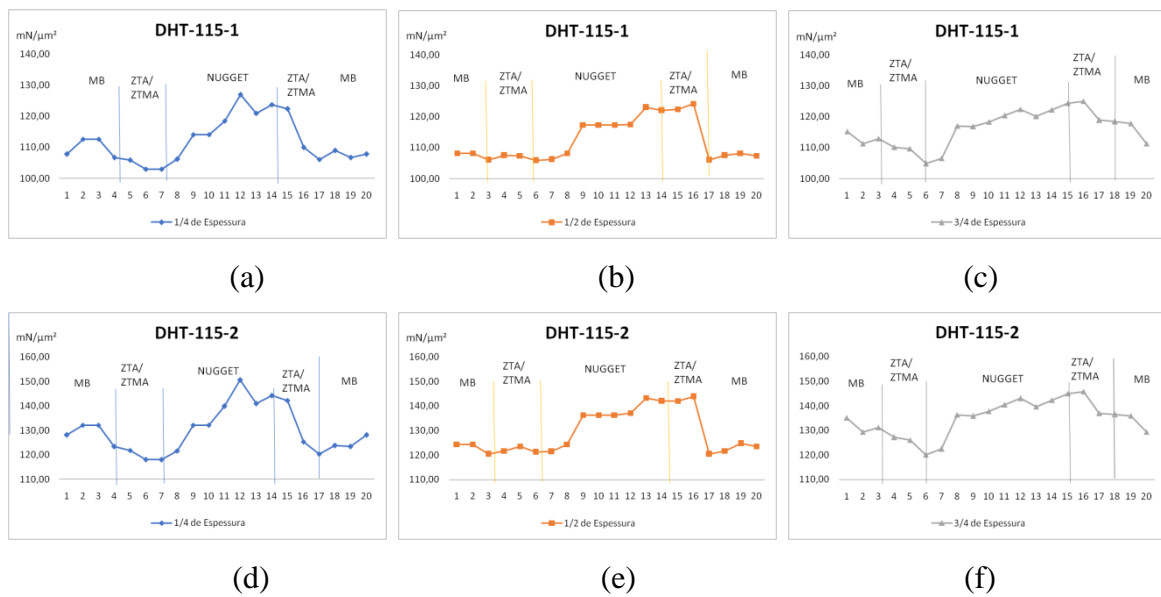 DHT-115-1
mN/μm²
140,00
130,00
120,00
110,00
100,00
MB
ZTA/
ZTMA
NUGGET
ZTA/
ZTMA
MB
1 2 3 4 5 6 7 8 9 10 11 12 13 14 15 16 17 18 19 20
1/4 de Espessura
(a)
DHT-115-1
mN/μm²
140,00
130,00
120,00
110,00
100,00
MB
ZTA/
ZTMA
NUGGET
ZTA/
ZTMA
MB
1 2 3 4 5 6 7 8 9 10 11 12 13 14 15 16 17 18 19 20
1/2 de Espessura
(b)
DHT-115-1
mN/μm²
140,00
130,00
120,00
110,00
100,00
MB
ZTA/
ZTMA
NUGGET
ZTA/
ZTMA
MB
1 2 3 4 5 6 7 8 9 10 11 12 13 14 15 16 17 18 19 20
3/4 de Espessura
(c)
DHT-115-2
mN/μm²
160,00
150,00
140,00
130,00
120,00
110,00
MB
ZTA/
ZTMA
NUGGET
ZTA/
ZTMA
MB
1 2 3 4 5 6 7 8 9 10 11 12 13 14 15 16 17 18 19 20
1/4 de Espessura
(d)
DHT-115-2
mN/μm²
160,00
150,00
140,00
130,00
120,00
110,00
MB
ZTA/
ZTMA
NUGGET
ZTA/
ZTMA
MB
1 2 3 4 5 6 7 8 9 10 11 12 13 14 15 16 17 18 19 20
1/2 de Espessura
(e)
DHT-115-2
mN/μm²
160,00
150,00
140,00
130,00
120,00
110,00
MB
ZTA/
ZTMA
NUGGET
ZTA/
ZTMA
MB
1 2 3 4 5 6 7 8 9 10 11 12 13 14 15 16 17 18 19 20
3/4 de Espessura
(f)